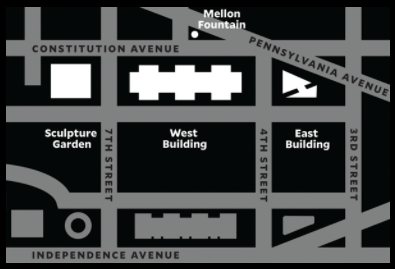 Mellon
Fountain
CONSTITUTION AVENUE
PENNSYLVANIA AVENUE
Sculpture
Garden
7TH STREET
West
Building
4TH STREET
East
Building
3RD STREET
INDEPENDENCE AVENUE